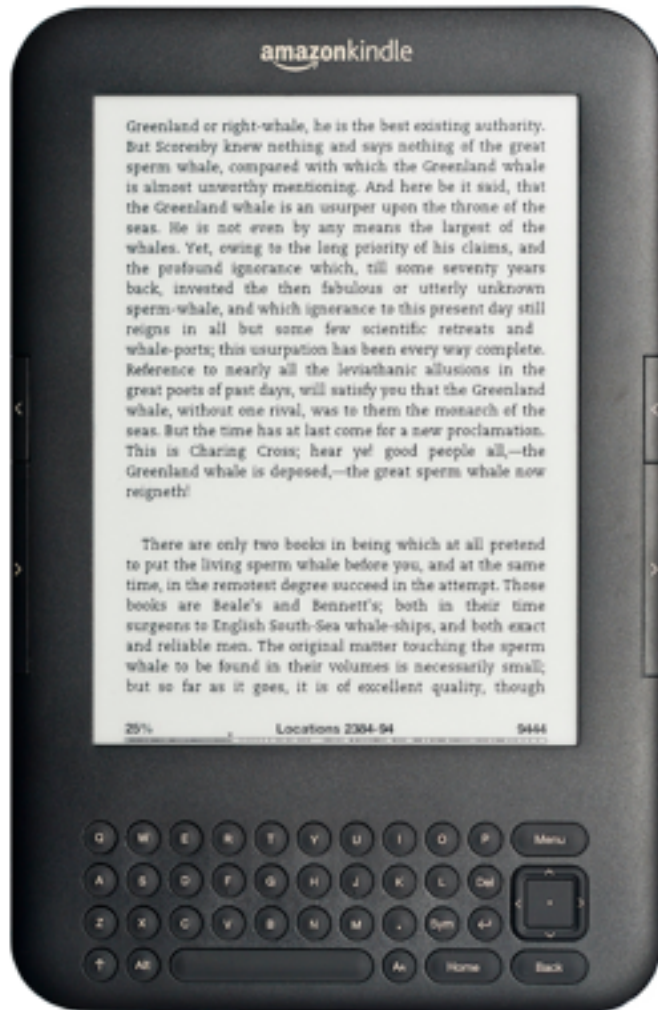 amazonkindle
Greenland or right-whale, he is the best existing authority.
But Scoresby knew nothing and says nothing of the great
sperm whale, compared with which the Greenland whale
is almost unworthy mentioning. And here be it said, that
the Greenland whale is an usurper upon the throne of the
seas. He is not even by any means the largest of the
whales. Yet, owing to the long priority of his claims, and
the profound ignorance which, till some seventy years
back, invested the then fabulous or utterly unknown
sperm-whale, and which ignorance to this present day still
reigns in all but some few scientific retreats and
whale-ports; this usurpation has been every way complete.
Reference to nearly all the leviathanic allusions in the
great poets of past days, will satisfy you that the Greenland
whale, without one rival, was to them the monarch of the
seas. But the time has at last come for a new proclamation.
This is Charing Cross; hear ye! good people all,—the
Greenland whale is deposed,—the great sperm whale now
reigneth!
There are only two books in being which at all pretend
to put the living sperm whale before you, and at the same
time, in the remotest degree succeed in the attempt. Those
books are Beale's and Bennett's; both in their time
surgeons to English South-Sea whale-ships, and both exact
and reliable men. The original matter touching the sperm
whale to be found in their volumes is necessarily small;
but so far as it goes, it is of excellent quality, though
25% Locations 2384-94 9444
Q W E R T Y U I O P Menu
A S D F G H J K L Del
Z X C V B N M . Sym
Alt Aa Home Back